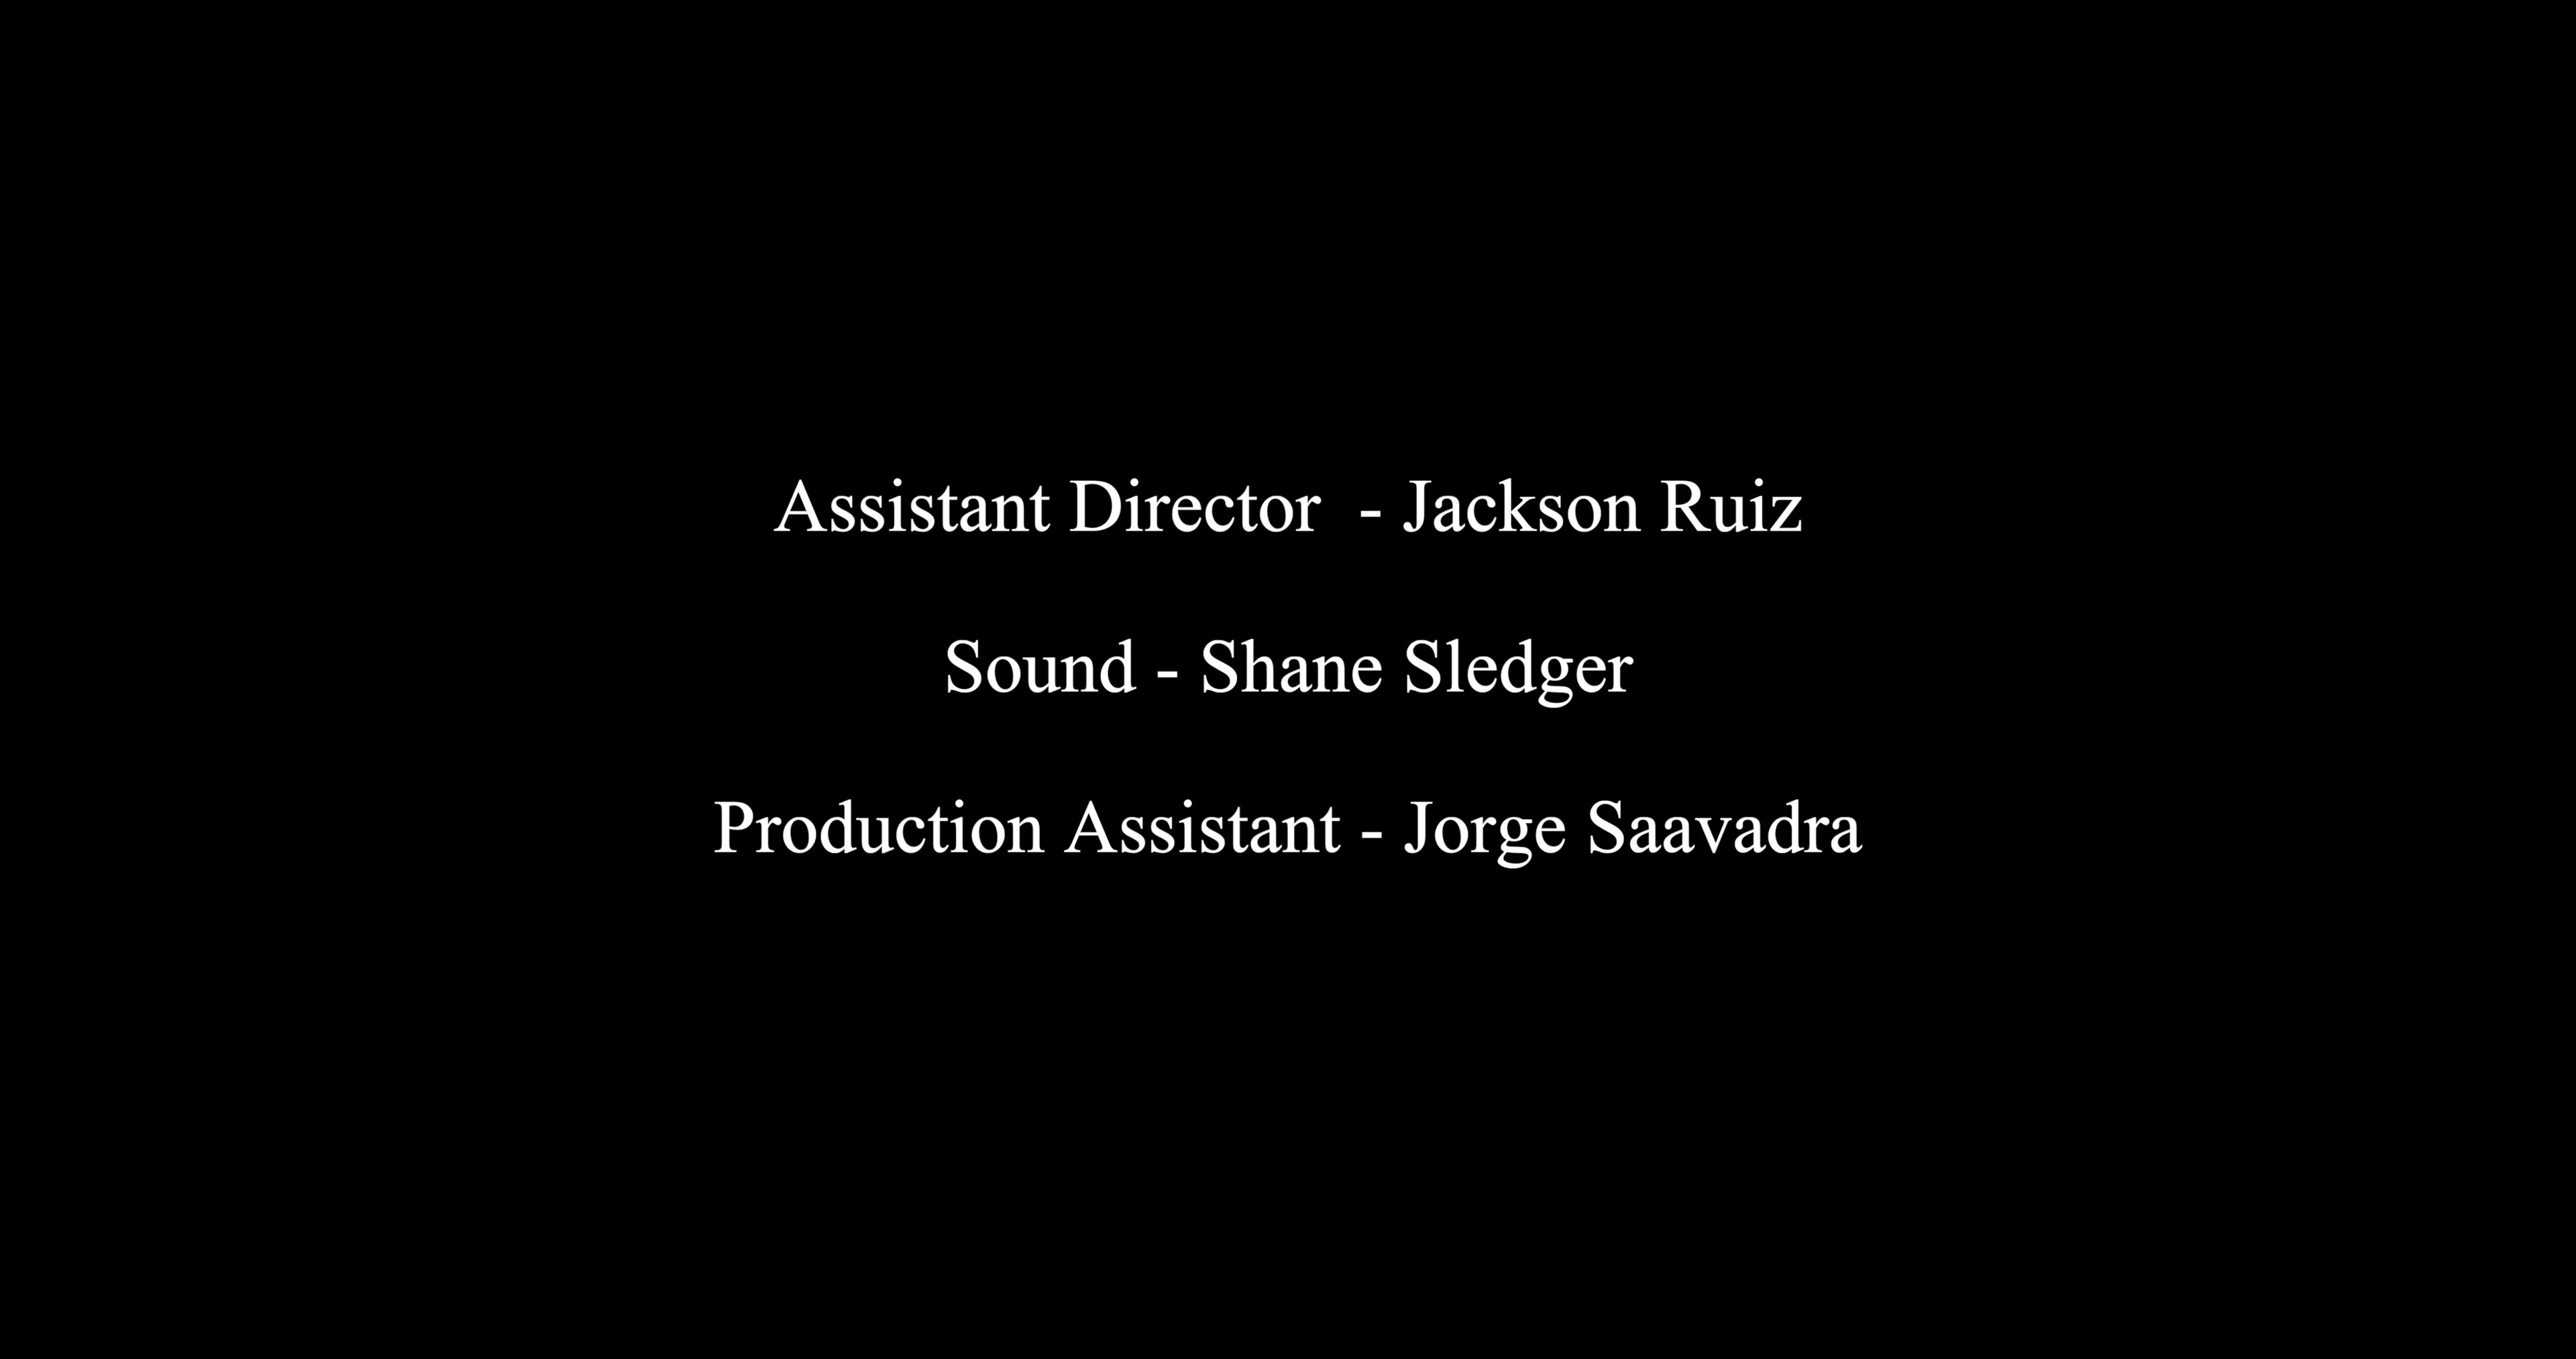 Assistant Director  - Jackson Ruiz
Sound - Shane Sledger
Production Assistant - Jorge Saavadra